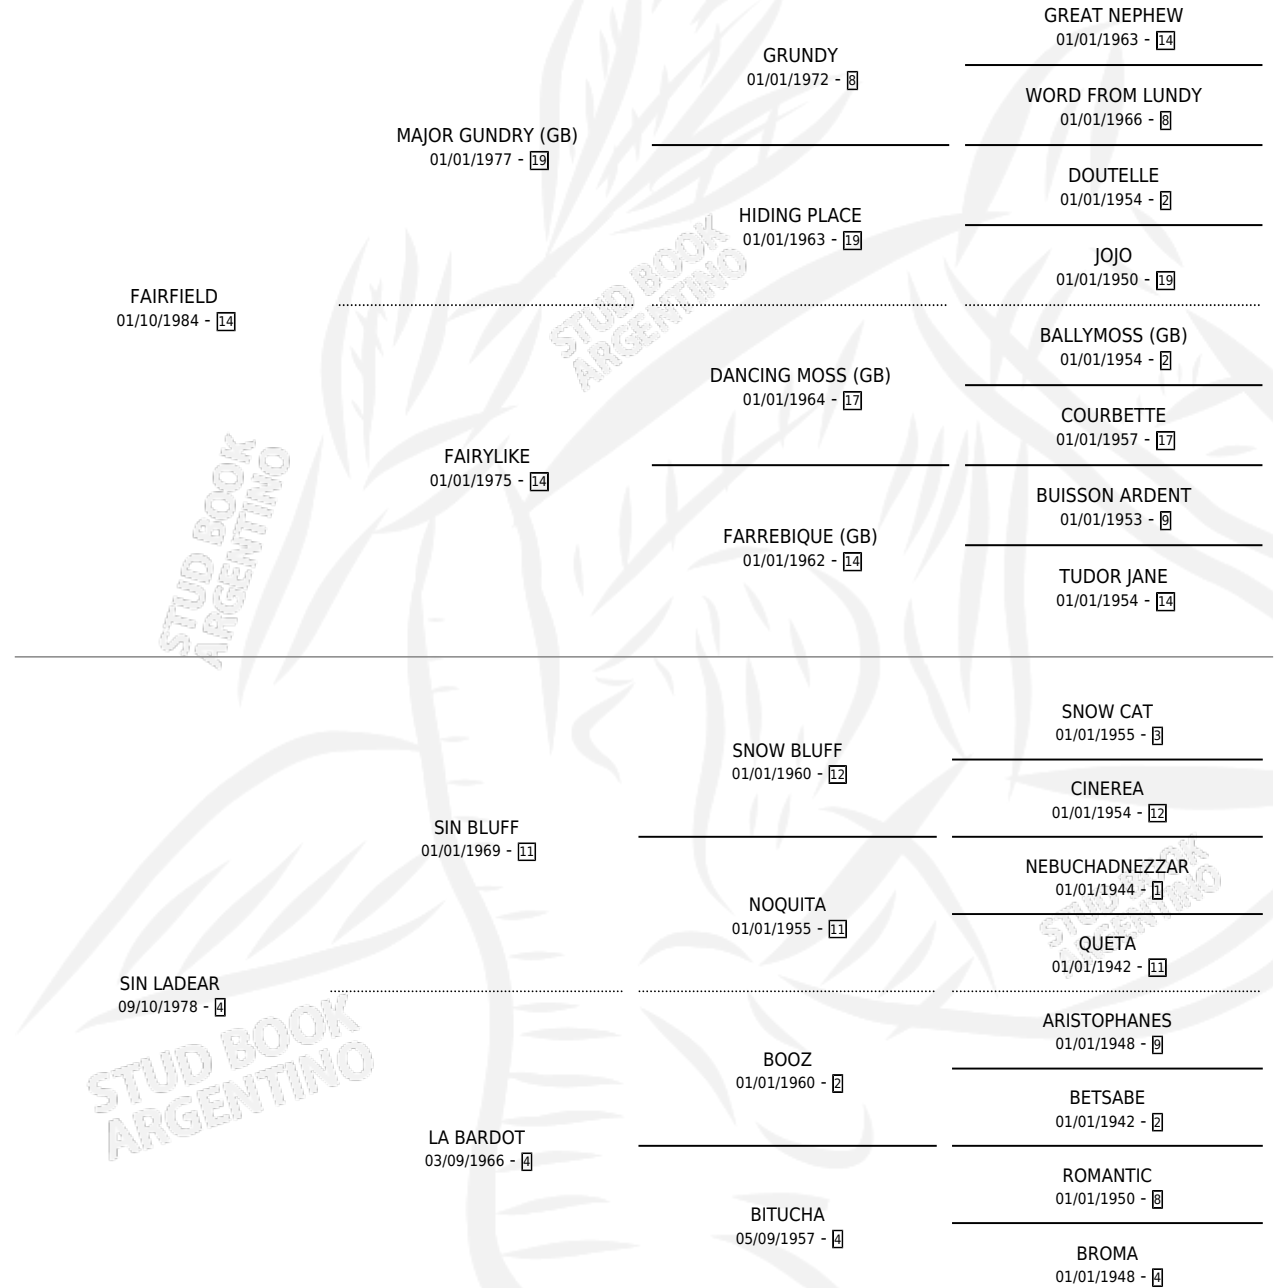 GREAT NEPHEW
01/01/1963 - 14
GRUNDY
01/01/1972 - 8
WORD FROM LUNDY
01/01/1966 - 8
MAJOR GUNDRY (GB)
01/01/1977 - 19
DOUTELLE
01/01/1954 - 2
HIDING PLACE
01/01/1963 - 19
JOJO
01/01/1950 - 19
FAIRFIELD
01/10/1984 - 14
BALLYMOSS (GB)
01/01/1954 - 2
DANCING MOSS (GB)
01/01/1964 - 17
COURBETTE
01/01/1957 - 17
FAIRYLIKE
01/01/1975 - 14
BUISSON ARDENT
01/01/1953 - 9
FARREBIQUE (GB)
01/01/1962 - 14
TUDOR JANE
01/01/1954 - 14
STUD BOOK
ARGENTINO
STUD BOOK
ARGENTINO
SNOW CAT
01/01/1955 - 3
SNOW BLUFF
01/01/1960 - 12
CINEREA
01/01/1954 - 12
SIN BLUFF
01/01/1969 - 11
NEBUCHADNEZZAR
01/01/1944 - 1
NOQUITA
01/01/1955 - 11
QUETA
01/01/1942 - 11
SIN LADEAR
09/10/1978 - 4
ARISTOPHANES
01/01/1948 - 9
BOOZ
01/01/1960 - 2
BETSABE
01/01/1942 - 2
LA BARDOT
03/09/1966 - 4
ROMANTIC
01/01/1950 - 8
BITUCHA
05/09/1957 - 4
BROMA
01/01/1948 - 4
STUD BOOK
ARGENTINO
STUD BOOK
ARGENTINO